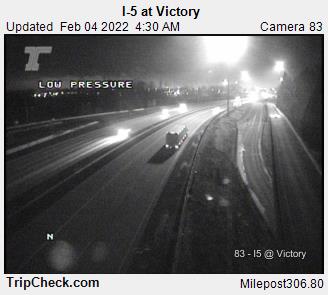 I-5 at Victory
Updated Feb 04 2022 4:30 AM Camera 83
T
LOW PRESSURE
N
83 - I5 @ Victory
TripCheck.com Milepost306.80